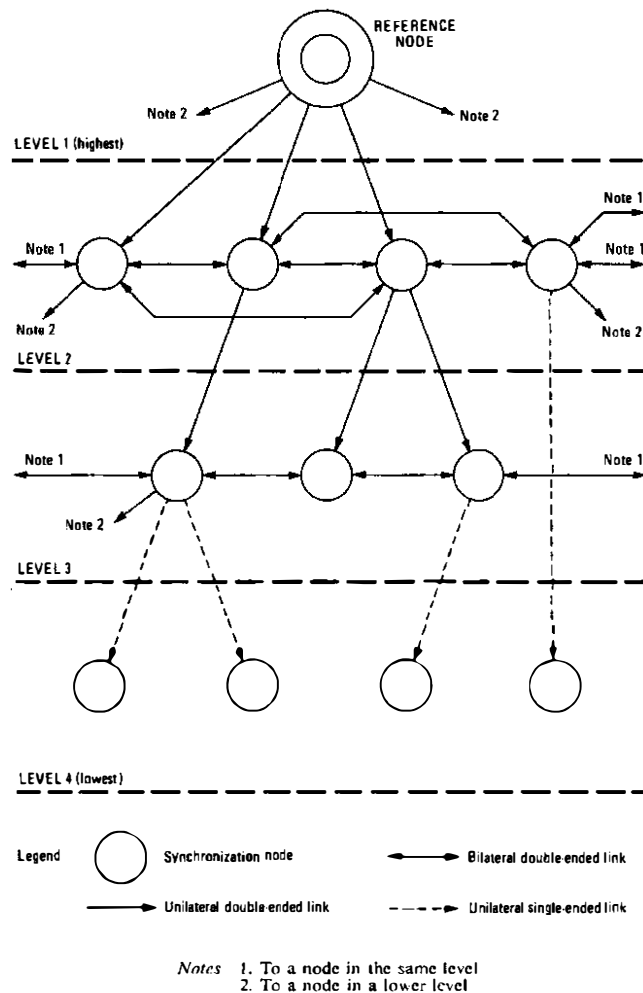 REFERENCE
NODE
Note 2
Note 2
LEVEL 1 (highest)
Note 1
Note 1
Note 1
Note 2
Note 2
LEVEL 2
Note 1
Note 1
Note 2
LEVEL 3
LEVEL 4 (lowest)
Legend
Synchronization node
Bilateral double-ended link
Unilateral double-ended link
Unilateral single-ended link
Notes 1. To a node in the same level
2. To a node in a lower level